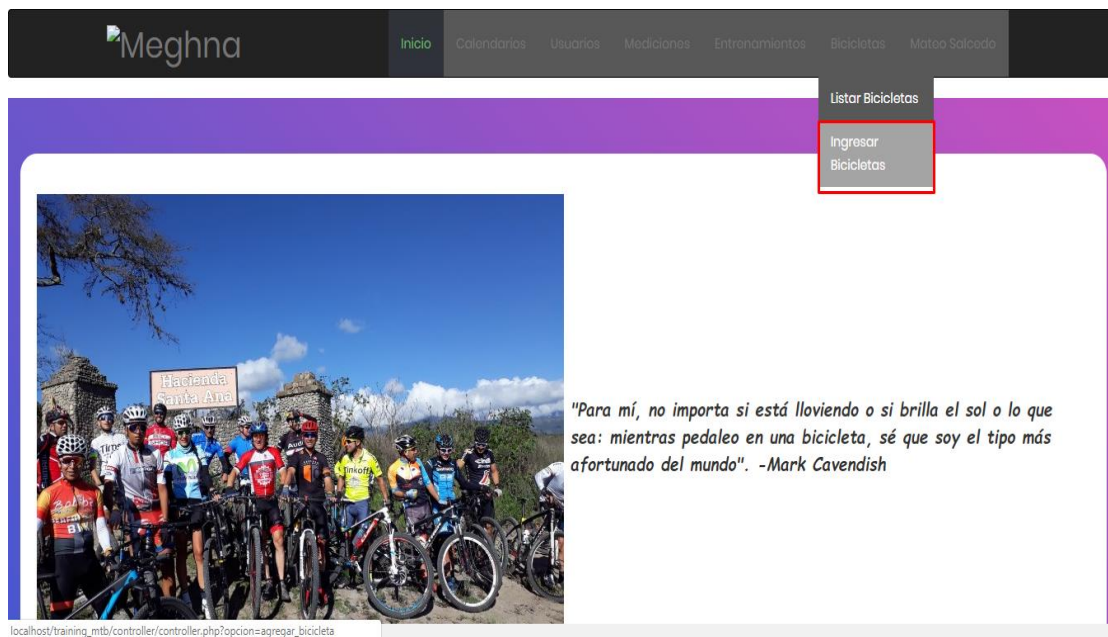 Meghna
Inicio Calendarios Usuarios Mediciones Entrenamientos Bicicletas Mateo Salcedo
Listar Bicicletas
Ingresar
Bicicletas
Hacienda
Santa Ana
Tinkoff
"Para mí, no importa si está lloviendo o si brilla el sol o lo que
sea: mientras pedaleo en una bicicleta, sé que soy el tipo más
afortunado del mundo". -Mark Cavendish
localhost/training_mtb/controller/controller.php?opcion=agregar_bicicleta